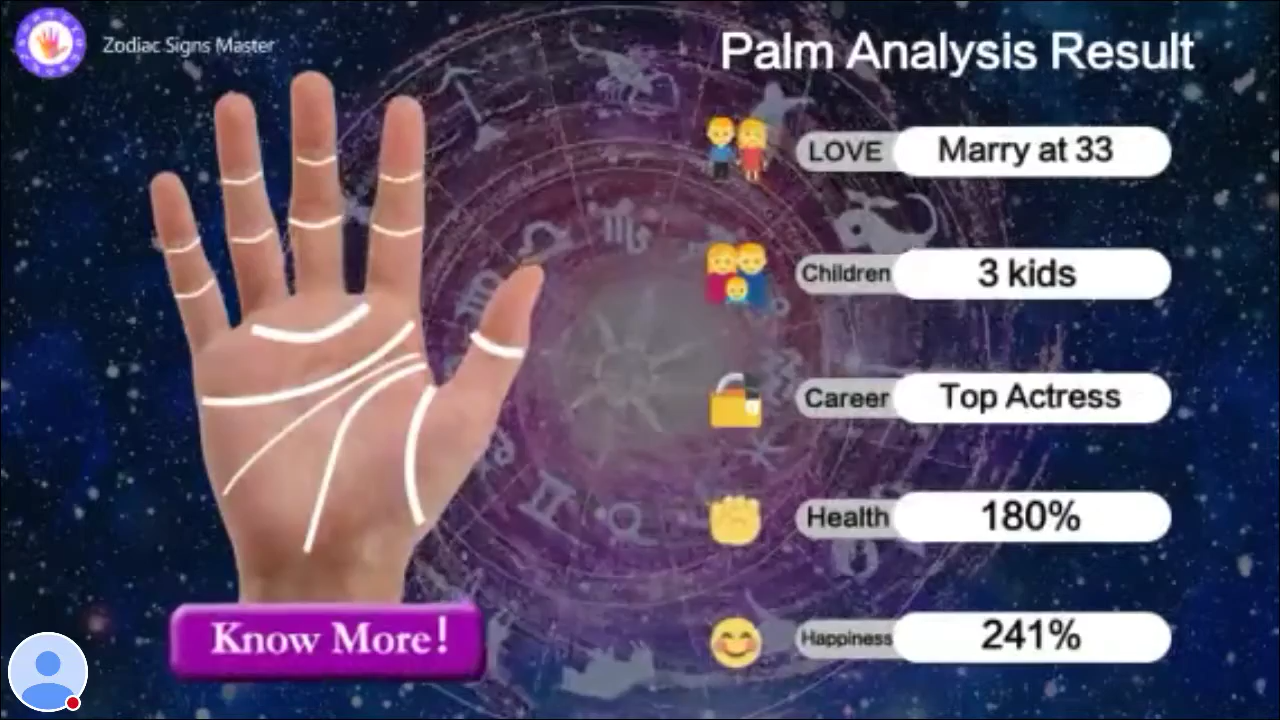 Zodiac Signs Master
Palm Analysis Result
LOVE Marry at 33
Children 3 kids
Career Top Actress
Health 180%
Happiness 241%
Know More!